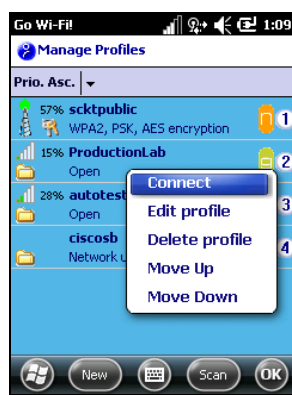 Go Wi-Fi! 1:09
Manage Profiles
Prio. Asc.
57% scktpublic 1
WPA2, PSK, AES encryption
15% ProductionLab 2
Open
Connect
28% autotest 3
Open
Edit profile
Delete profile
ciscosb 4
Network u
Move Up
Move Down
New Scan OK